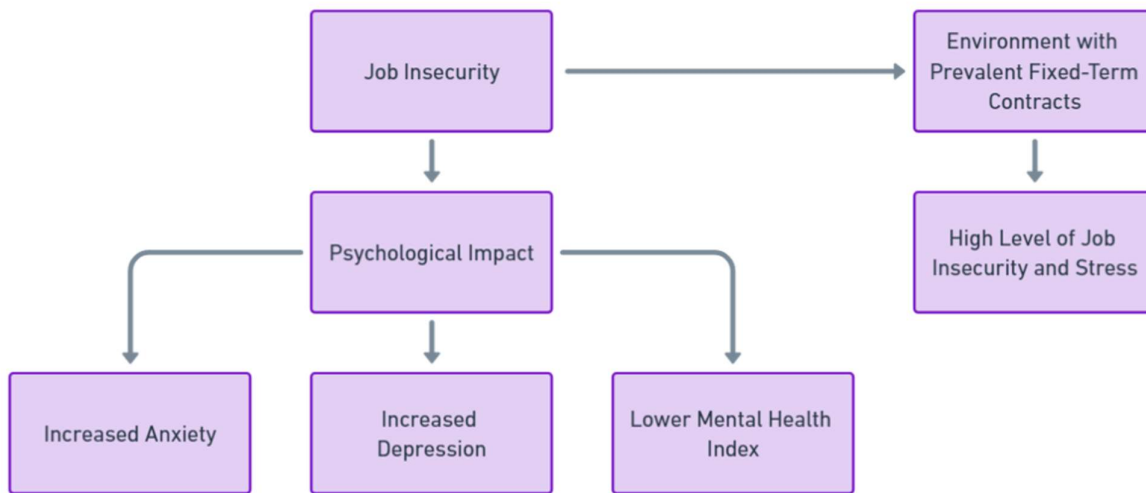 Job Insecurity
Environment with
Prevalent Fixed-Term
Contracts
Psychological Impact
High Level of Job
Insecurity and Stress
Increased Anxiety
Increased
Depression
Lower Mental Health
Index